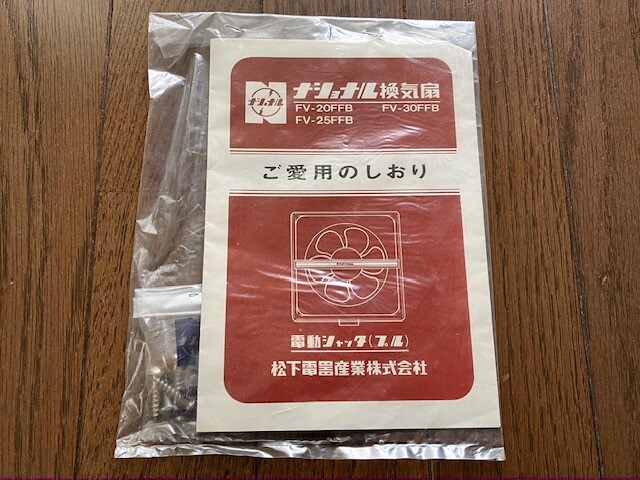 ナショナル
ナショナル換気扇
FV-20FFB FV-30FFB
FV-25FFB
ご愛用のしおり
NATIONAL
電動シャッタ(プル)
松下電器産業株式会社